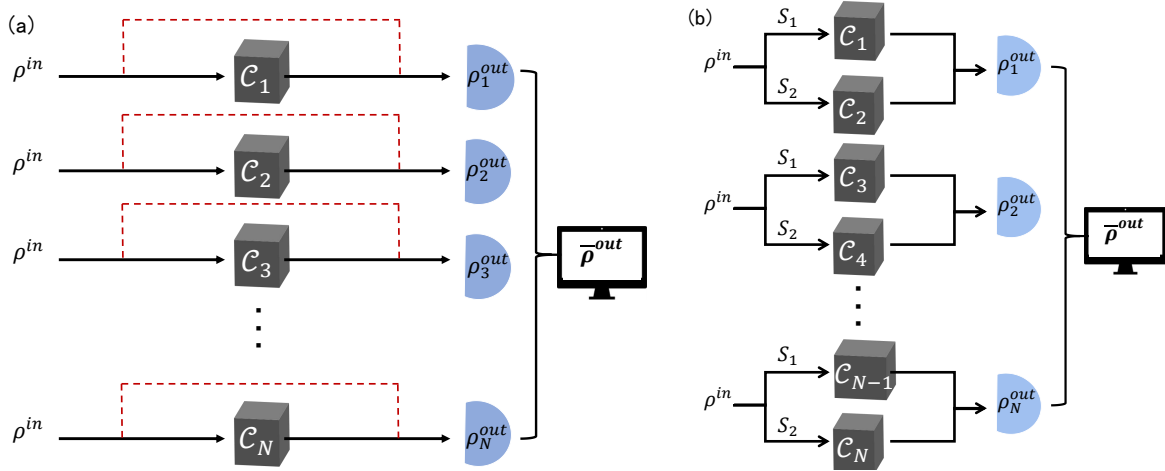 (a)
ρ^{in} C_1 ρ_1^{out}
ρ^{in} C_2 ρ_2^{out}
ρ^{in} C_3 ρ_3^{out}
ρ̅^{out}
ρ^{in} C_N ρ_N^{out}
(b)
S_1 C_1
ρ^{in} ρ_1^{out}
S_2 C_2
S_1 C_3
ρ^{in} ρ_2^{out}
S_2 C_4
ρ̅^{out}
S_1 C_{N-1}
ρ^{in} ρ_N^{out}
S_2 C_N